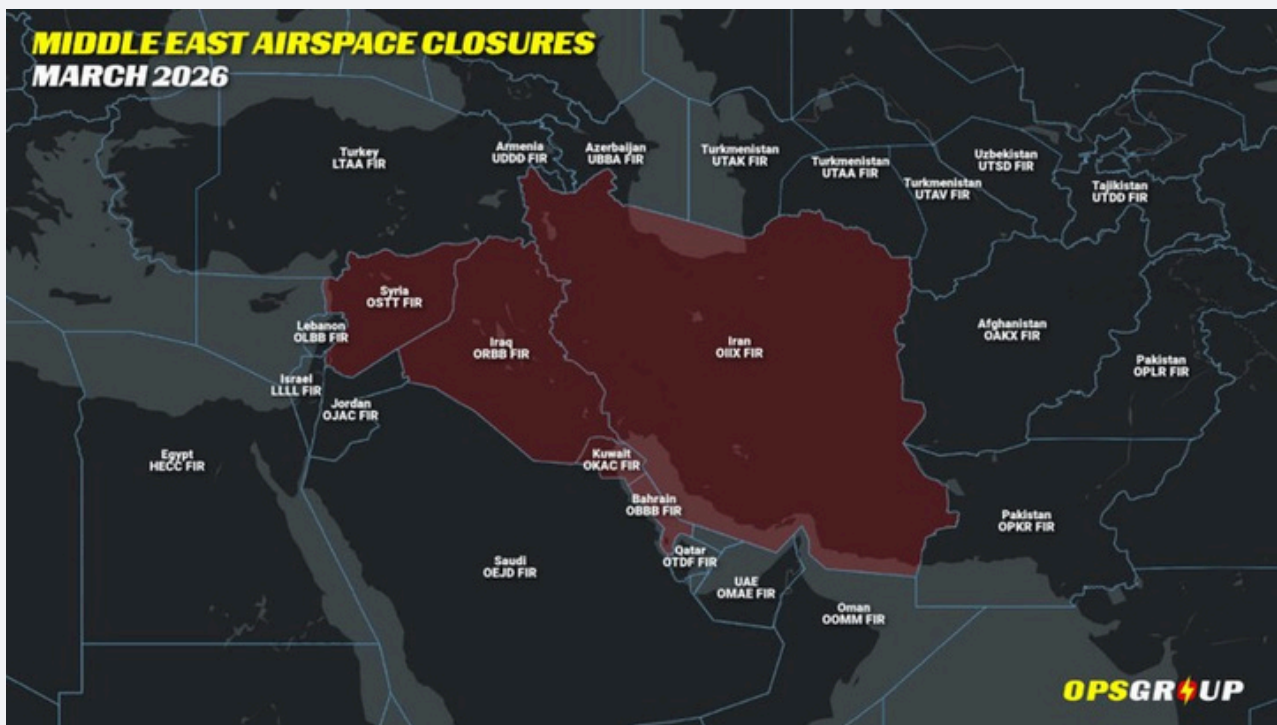 MIDDLE EAST AIRSPACE CLOSURES
MARCH 2026
Turkey
LTAA FIR
Armenia
UDDD FIR
Azerbaijan
UBBA FIR
Turkmenistan
UTAK FIR
Turkmenistan
UTAA FIR
Turkmenistan
UTAV FIR
Uzbekistan
UTSD FIR
Tajikistan
UTDD FIR
Syria
OSTT FIR
Lebanon
OLBB FIR
Iraq
ORBB FIR
Iran
OIIX FIR
Afghanistan
OAKX FIR
Pakistan
OPLR FIR
Israel
LLLL FIR
Jordan
OJAC FIR
Egypt
HECC FIR
Kuwait
OKAC FIR
Bahrain
OBBB FIR
Pakistan
OPKR FIR
Qatar
OTDF FIR
Saudi
OEJD FIR
UAE
OMAE FIR
Oman
OOMM FIR
OPSGROUP